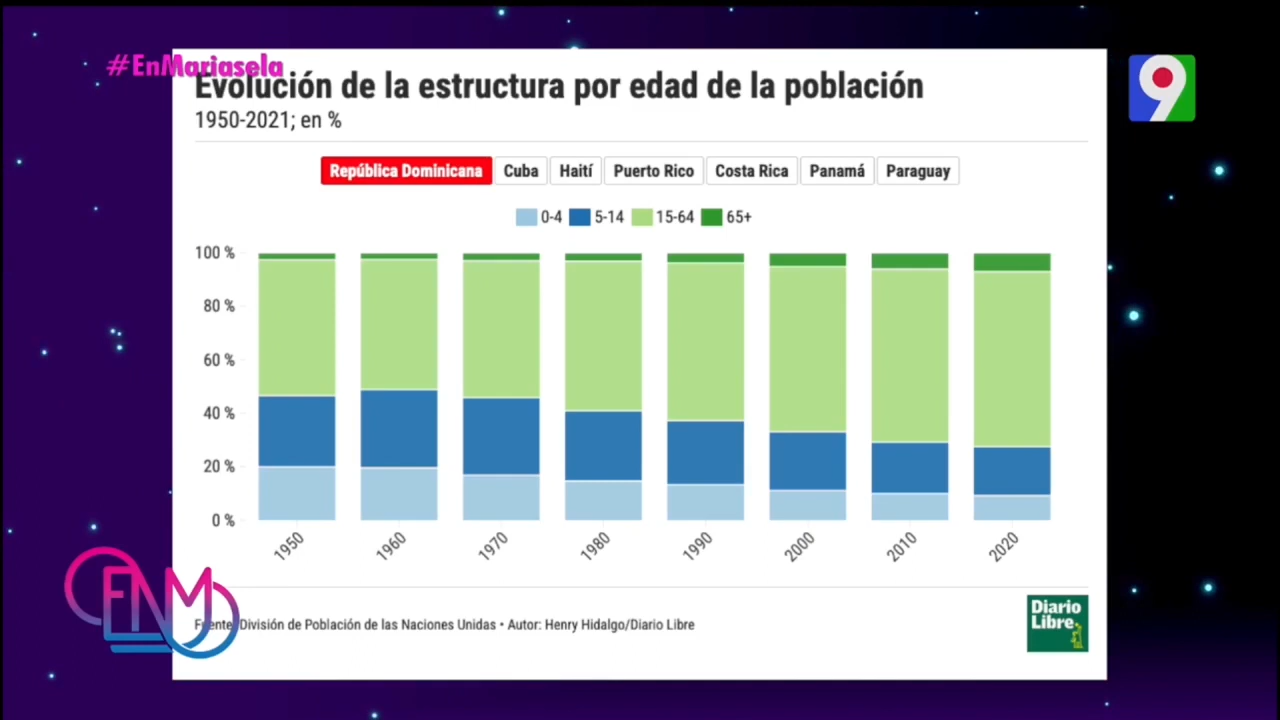 #EnMariasela
Evolución de la estructura por edad de la población
1950-2021; en %
9
República Dominicana Cuba Haití Puerto Rico Costa Rica Panamá Paraguay
0-4 5-14 15-64 65+
100 %
80 %
60 %
40 %
20 %
0 %
1950 1960 1970 1980 1990 2000 2010 2020
ENM
Fuente: División de Población de las Naciones Unidas • Autor: Henry Hidalgo/Diario Libre
Diario
Libre.